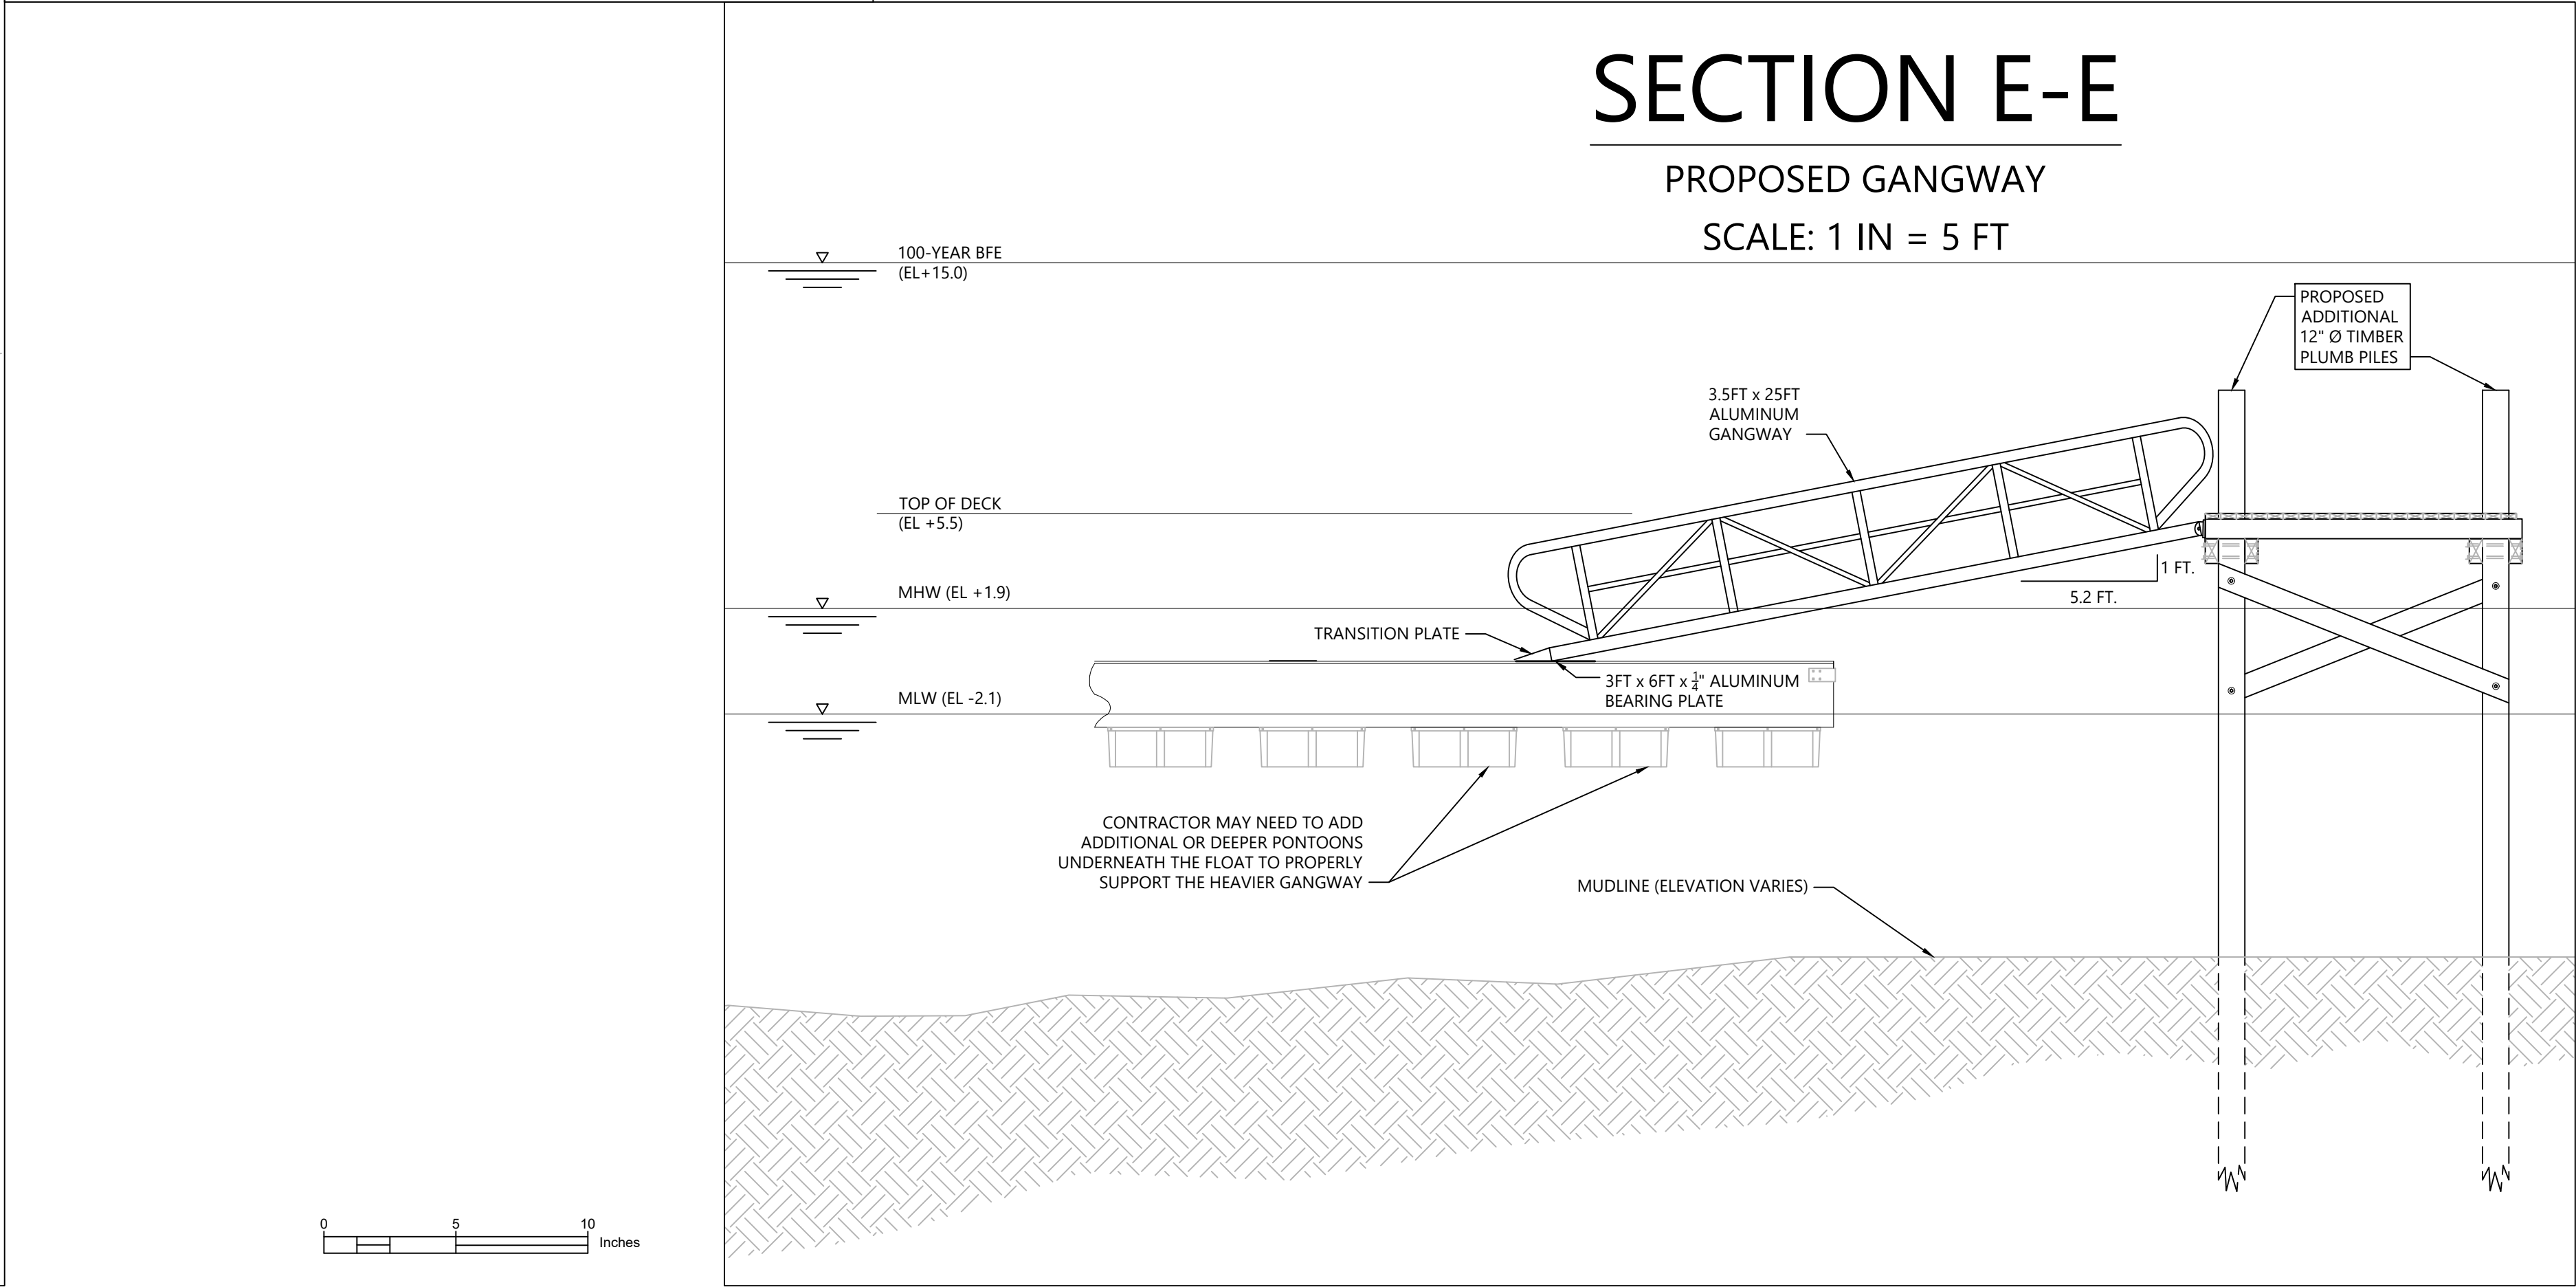 SECTION E-E
PROPOSED GANGWAY
SCALE: 1 IN = 5 FT
100-YEAR BFE
(EL+15.0)
PROPOSED
ADDITIONAL
12" Ø TIMBER
PLUMB PILES
3.5FT x 25FT
ALUMINUM
GANGWAY
TOP OF DECK
(EL +5.5)
1 FT.
5.2 FT.
MHW (EL +1.9)
TRANSITION PLATE
3FT x 6FT x 1/4" ALUMINUM
BEARING PLATE
MLW (EL -2.1)
CONTRACTOR MAY NEED TO ADD
ADDITIONAL OR DEEPER PONTOONS
UNDERNEATH THE FLOAT TO PROPERLY
SUPPORT THE HEAVIER GANGWAY
MUDLINE (ELEVATION VARIES)
0 5 10
Inches